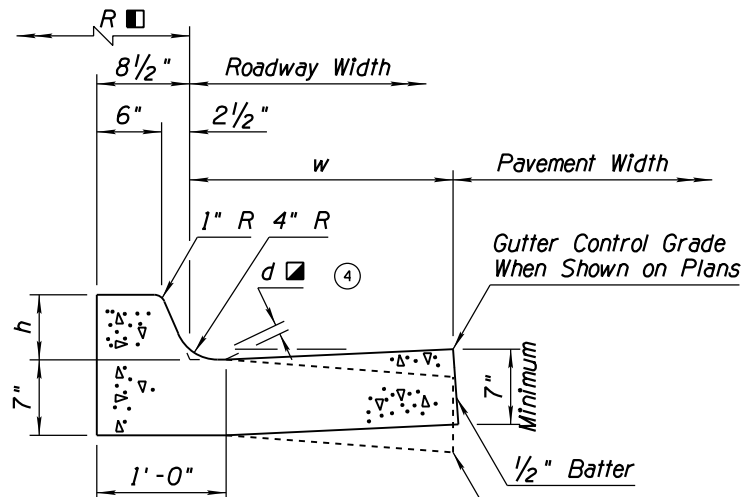 R
8 1/2"
Roadway Width
6"
2 1/2"
w
Pavement Width
1" R
4" R
Gutter Control Grade
When Shown on Plans
d
4
h
7"
7"
Minimum
1/2" Batter
1'-0"